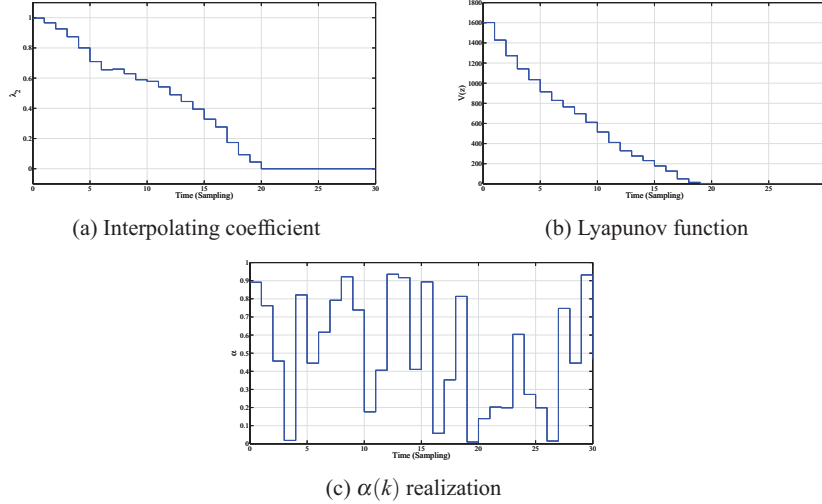 1
0.8
0.6
0.4
0.2
0
λ2
0 5 10 15 20 25 30
Time (Sampling)
(a) Interpolating coefficient
1800
1600
1400
1200
1000
800
600
400
200
0
V(z)
0 5 10 15 20 25
Time (Sampling)
(b) Lyapunov function
1
0.9
0.8
0.7
0.6
0.5
0.4
0.3
0.2
0.1
0
α
0 5 10 15 20 25 30
Time (Sampling)
(c) α(k) realization